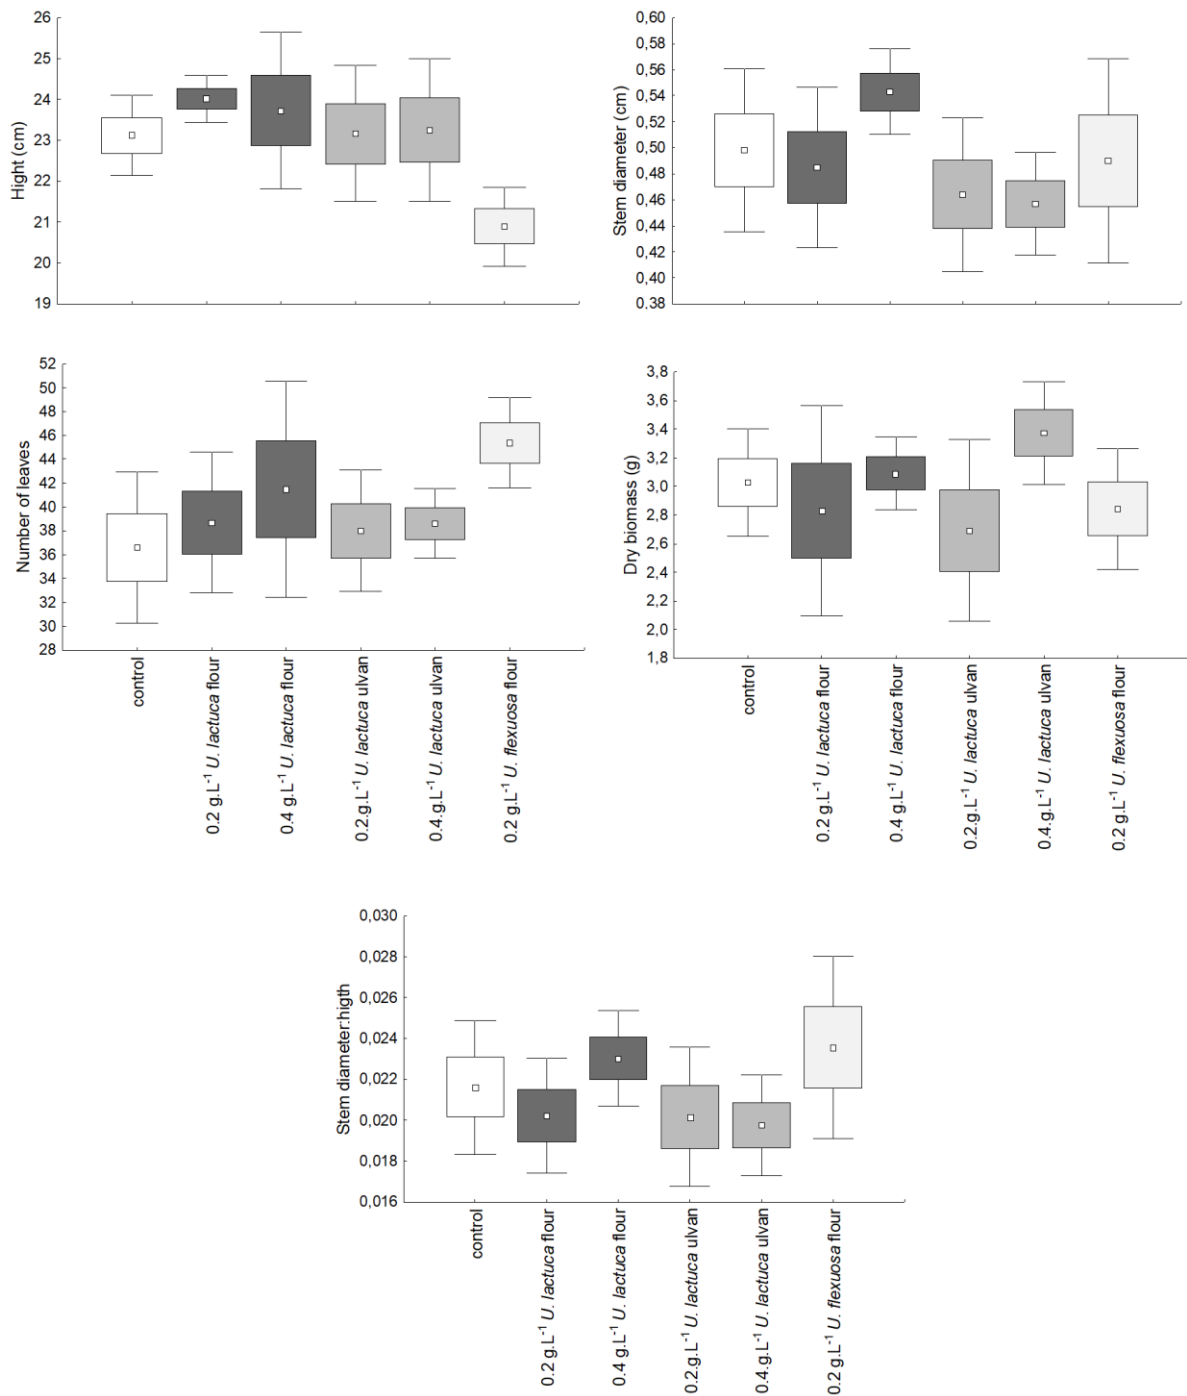 Hight (cm)
26
25
24
23
22
21
20
19
Stem diameter (cm)
0,60
0,58
0,56
0,54
0,52
0,50
0,48
0,46
0,44
0,42
0,40
0,38
Number of leaves
52
50
48
46
44
42
40
38
36
34
32
30
28
control
0.2 g.L-1 U. lactuca flour
0.4 g.L-1 U. lactuca flour
0.2.g.L-1 U. lactuca ulvan
0.4.g.L-1 U. lactuca ulvan
0.2 g.L-1 U. flexuosa flour
Dry biomass (g)
3,8
3,6
3,4
3,2
3,0
2,8
2,6
2,4
2,2
2,0
1,8
control
0.2 g.L-1 U. lactuca flour
0.4 g.L-1 U. lactuca flour
0.2.g.L-1 U. lactuca ulvan
0.4.g.L-1 U. lactuca ulvan
0.2 g.L-1 U. flexuosa flour
Stem diameter:higth
0,030
0,028
0,026
0,024
0,022
0,020
0,018
0,016
control
0.2 g.L-1 U. lactuca flour
0.4 g.L-1 U. lactuca flour
0.2.g.L-1 U. lactuca ulvan
0.4.g.L-1 U. lactuca ulvan
0.2 g.L-1 U. flexuosa flour